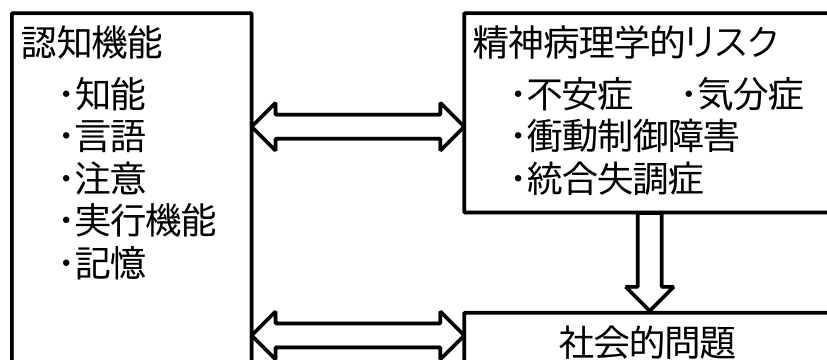 認知機能
・知能
・言語
・注意
・実行機能
・記憶
精神病理学的リスク
・不安症 ・気分症
・衝動制御障害
・統合失調症
社会的問題